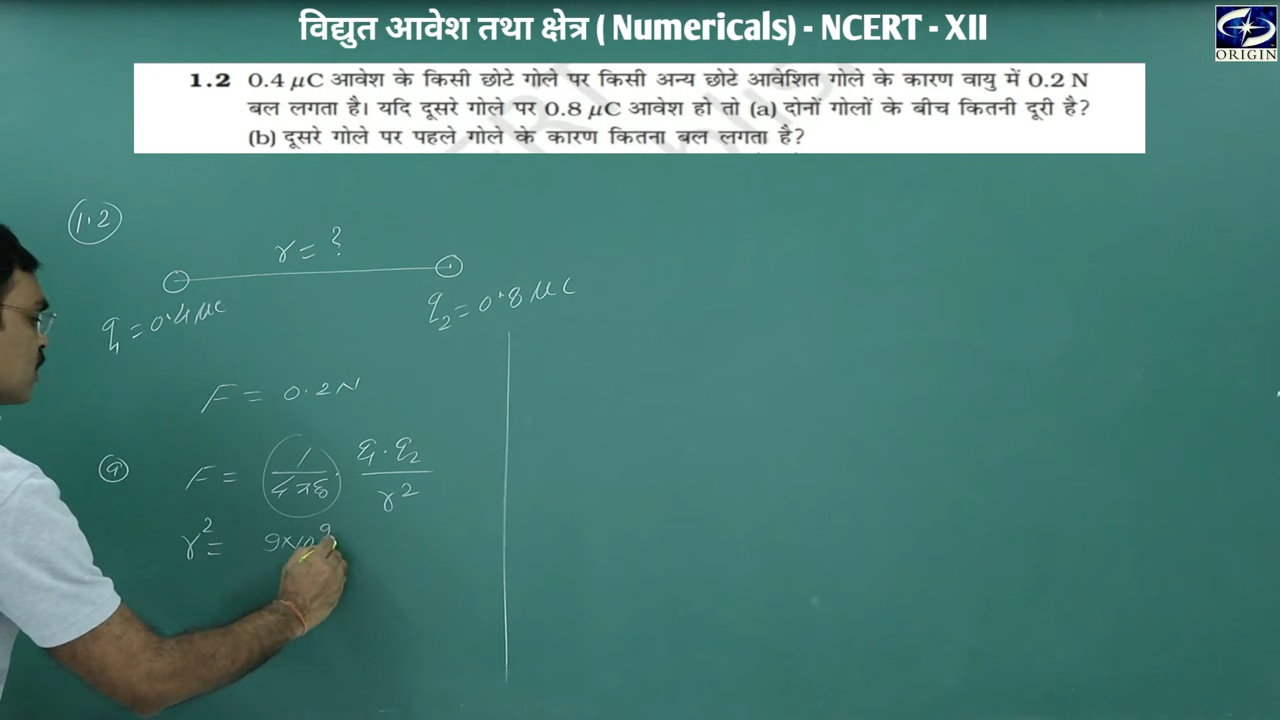 विद्युत आवेश तथा क्षेत्र ( Numericals) - NCERT - XII
ORIGIN
1.2 0.4 μC आवेश के किसी छोटे गोले पर किसी अन्य छोटे आवेशित गोले के कारण वायु में 0.2 N
बल लगता है। यदि दूसरे गोले पर 0.8 μC आवेश हो तो (a) दोनों गोलों के बीच कितनी दूरी है?
(b) दूसरे गोले पर पहले गोले के कारण कितना बल लगता है?
1.2
r = ?
q₁ = 0.4 μC
q₂ = 0.8 μC
F = 0.2 N
(a) F = (1/4πε₀) · q₁·q₂/r²
r² = 9×10⁹